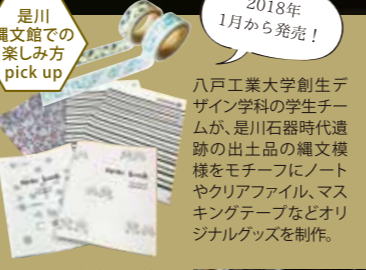 是川
縄文館での
楽しみ方
pick up
2018年
1月から発売!
八戸工業大学創生デ
ザイン学科の学生チー
ムが、是川石器時代遺
跡の出土品の縄文模
様をモチーフにノート
やクリアファイル、マス
キングテープなどオリ
ジナルグッズを制作。